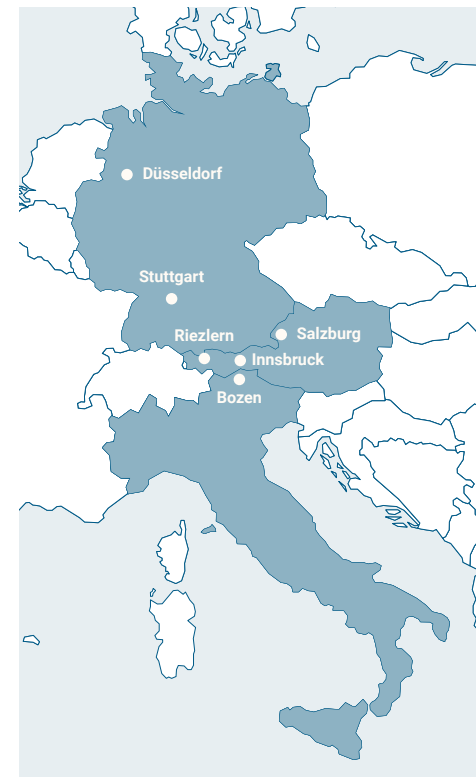 Düsseldorf
Stuttgart
Riezlern
Salzburg
Innsbruck
Bozen